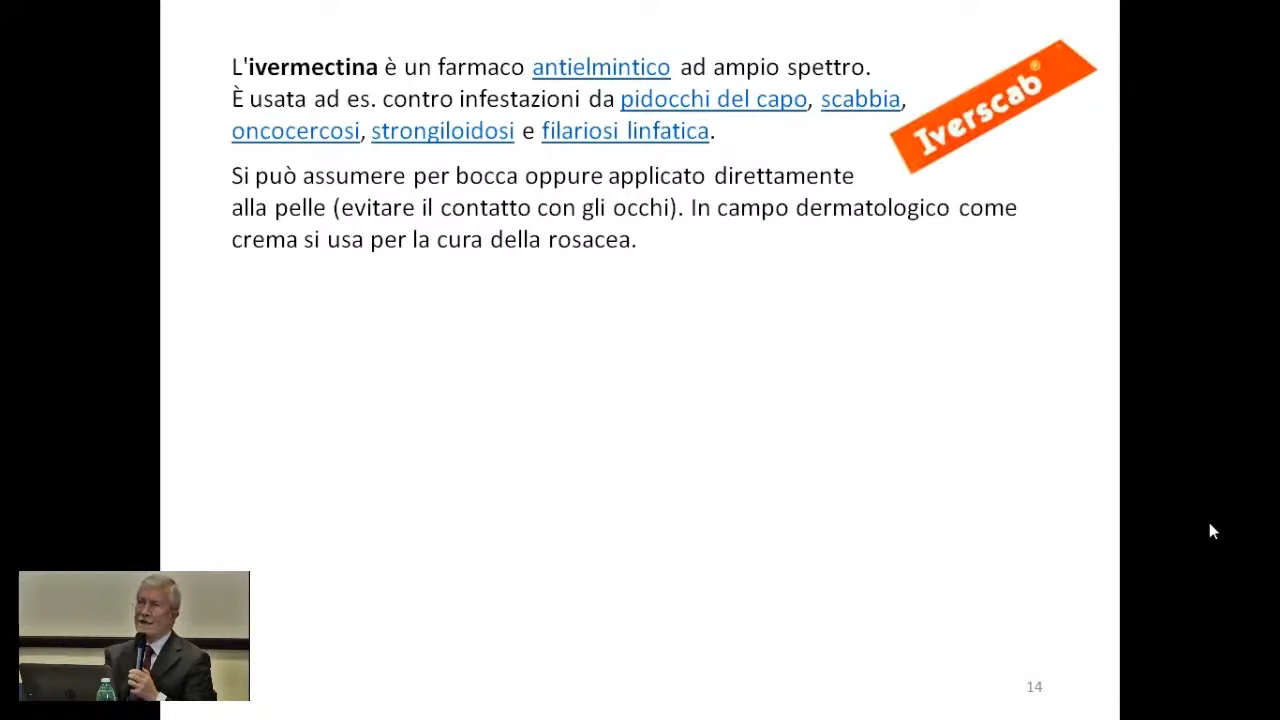 L'ivermectina è un farmaco antielmintico ad ampio spettro.
È usata ad es. contro infestazioni da pidocchi del capo, scabbia,
oncocercosi, strongiloidosi e filariosi linfatica.
Iverscab®
Si può assumere per bocca oppure applicato direttamente
alla pelle (evitare il contatto con gli occhi). In campo dermatologico come
crema si usa per la cura della rosacea.
14